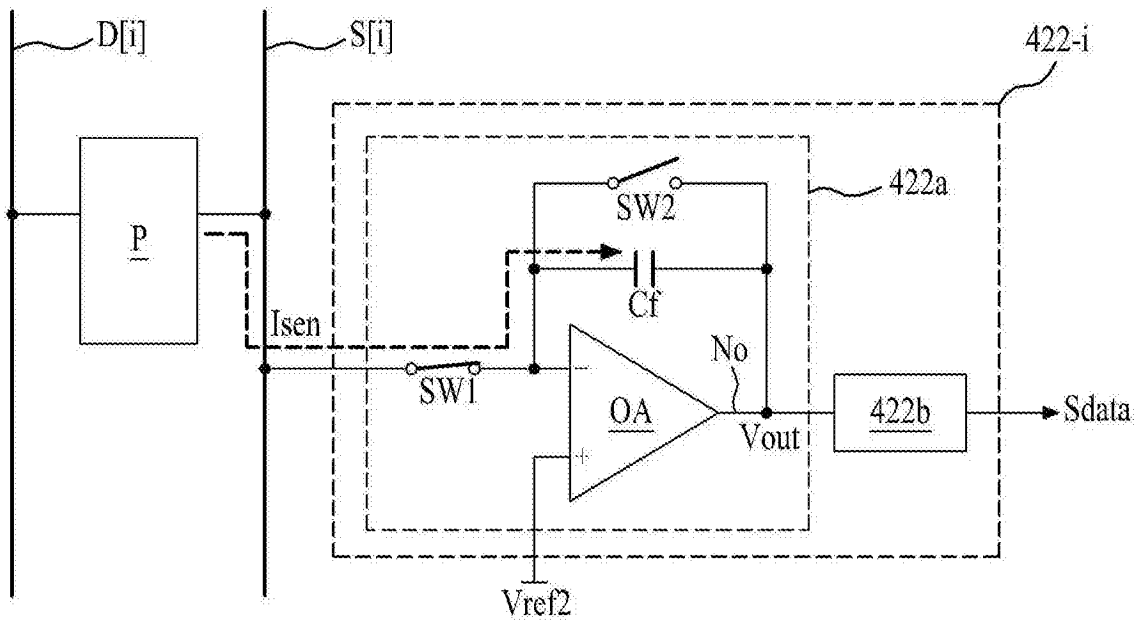 D[i]
S[i]
422-i
422a
SW2
P
Cf
Isen
No
SW1
−
OA
+
Vout
422b
Sdata
Vref2